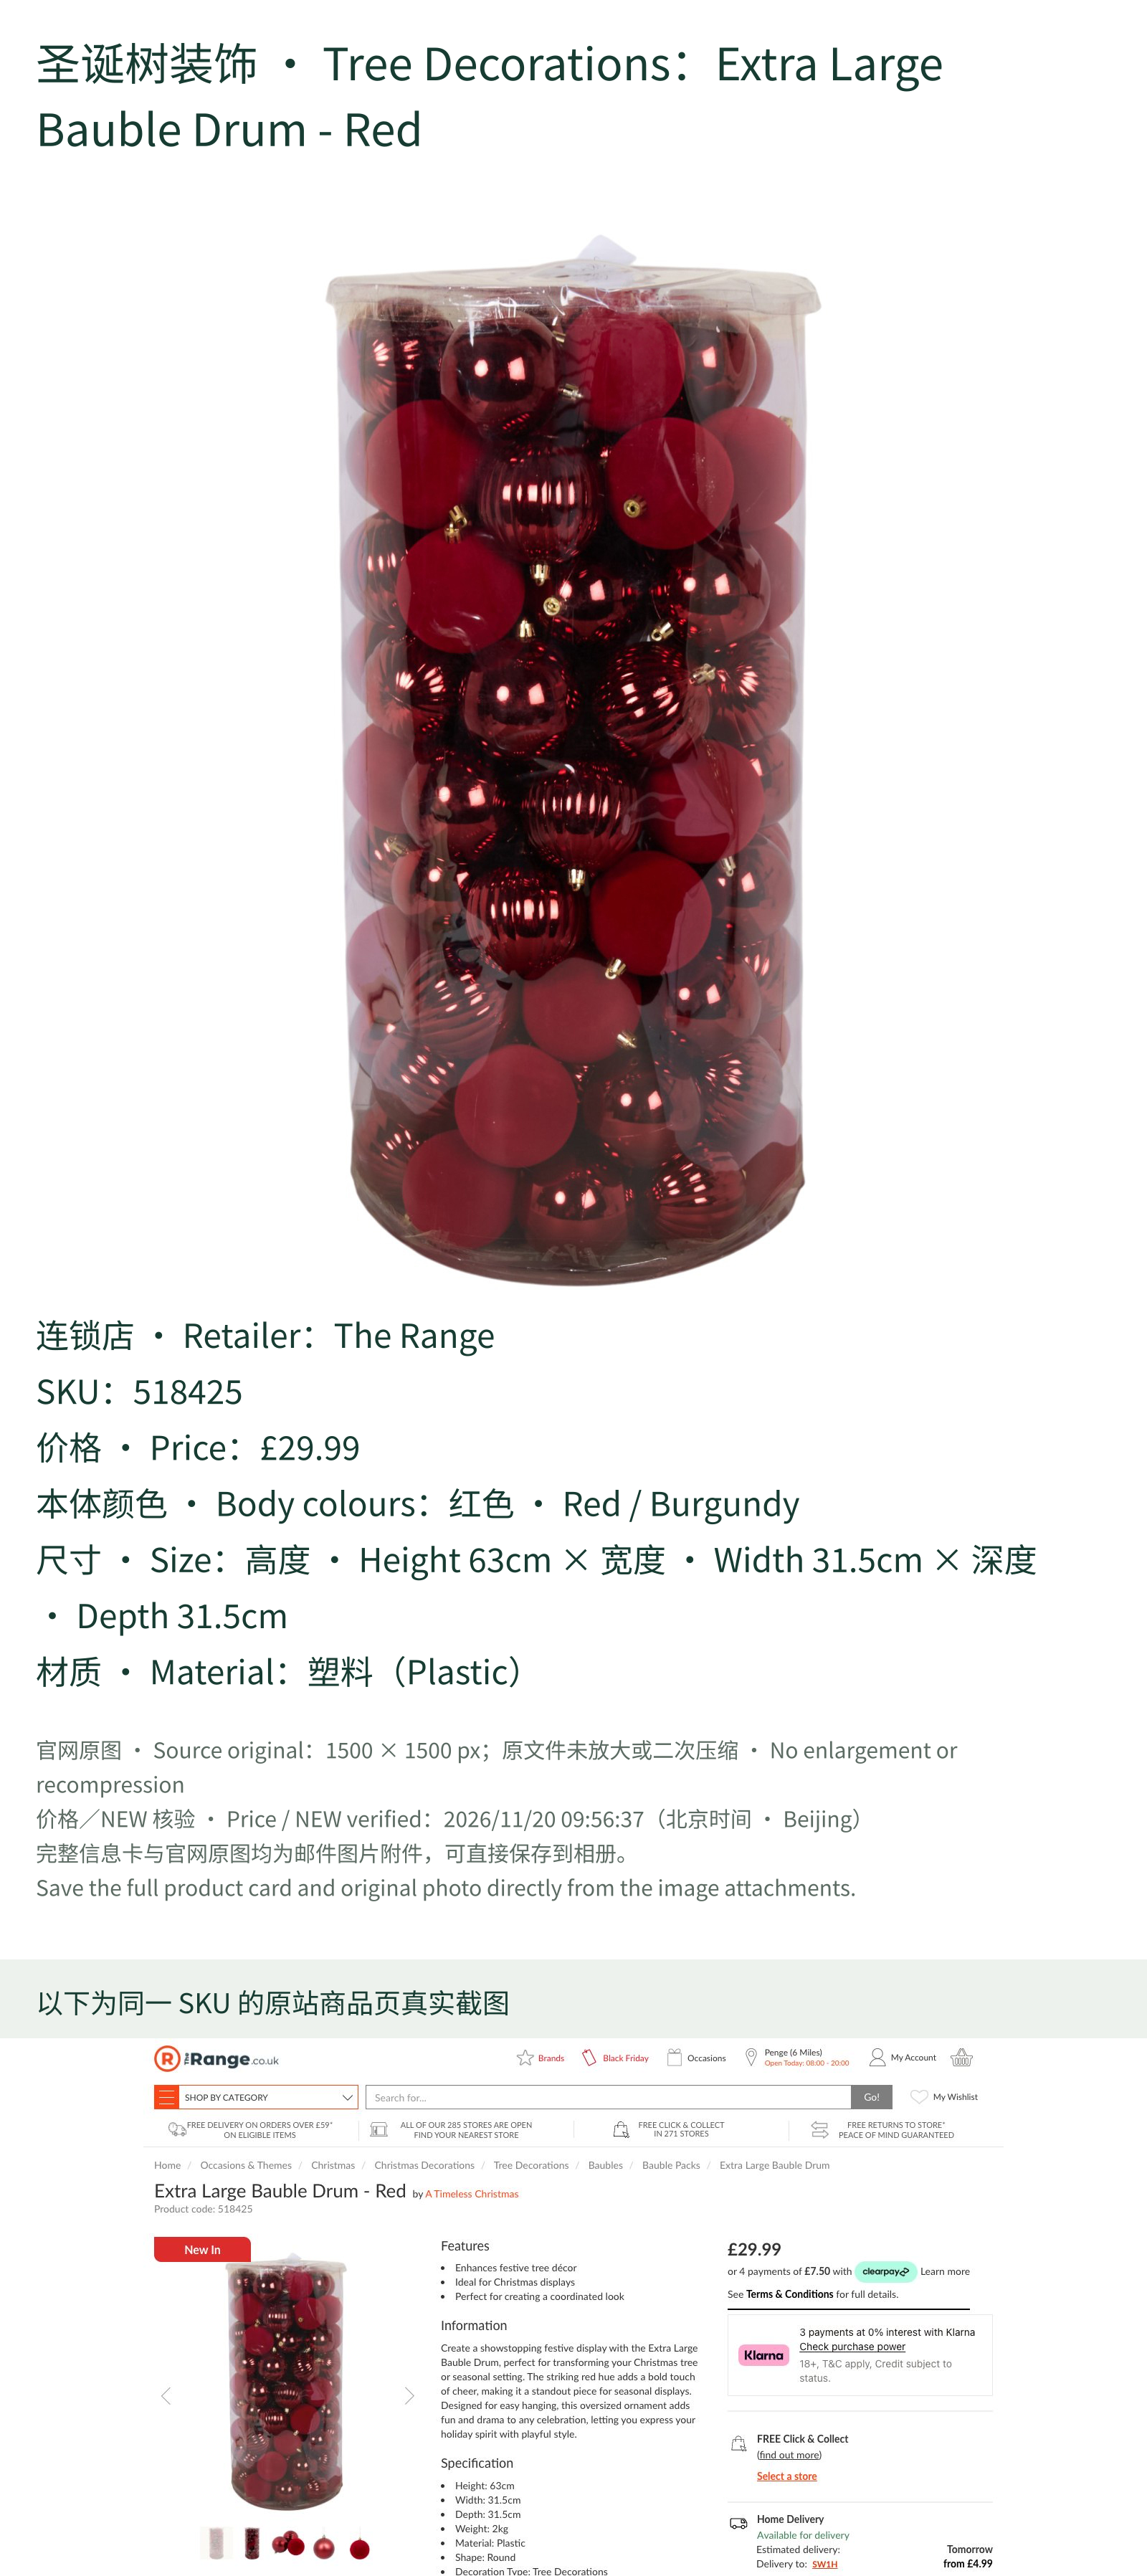 圣诞树装饰 · Tree Decorations：Extra Large
Bauble Drum - Red
连锁店 · Retailer：The Range
SKU：518425
价格 · Price：£29.99
本体颜色 · Body colours：红色 · Red / Burgundy
尺寸 · Size：高度 · Height 63cm × 宽度 · Width 31.5cm × 深度
· Depth 31.5cm
材质 · Material：塑料（Plastic）
官网原图 · Source original：1500 × 1500 px；原文件未放大或二次压缩 · No enlargement or
recompression
价格／NEW 核验 · Price / NEW verified：2026/11/20 09:56:37（北京时间 · Beijing）
完整信息卡与官网原图均为邮件图片附件，可直接保存到相册。
Save the full product card and original photo directly from the image attachments.
以下为同一 SKU 的原站商品页真实截图
R THE Range.co.uk
Brands
Black Friday
Occasions
Penge (6 Miles)
Open Today: 08:00 - 20:00
My Account
SHOP BY CATEGORY
Search for...
Go!
My Wishlist
FREE DELIVERY ON ORDERS OVER £59*
ON ELIGIBLE ITEMS
ALL OF OUR 285 STORES ARE OPEN
FIND YOUR NEAREST STORE
FREE CLICK & COLLECT
IN 271 STORES
FREE RETURNS TO STORE*
PEACE OF MIND GUARANTEED
Home / Occasions & Themes / Christmas / Christmas Decorations / Tree Decorations / Baubles / Bauble Packs / Extra Large Bauble Drum
Extra Large Bauble Drum - Red by A Timeless Christmas
Product code: 518425
New In
Features
• Enhances festive tree décor
• Ideal for Christmas displays
• Perfect for creating a coordinated look
Information
Create a showstopping festive display with the Extra Large
Bauble Drum, perfect for transforming your Christmas tree
or seasonal setting. The striking red hue adds a bold touch
of cheer, making it a standout piece for seasonal displays.
Designed for easy hanging, this oversized ornament adds
fun and drama to any celebration, letting you express your
holiday spirit with playful style.
Specification
• Height: 63cm
• Width: 31.5cm
• Depth: 31.5cm
• Weight: 2kg
• Material: Plastic
• Shape: Round
• Decoration Type: Tree Decorations
£29.99
or 4 payments of £7.50 with clearpay Learn more
See Terms & Conditions for full details.
Klarna
3 payments at 0% interest with Klarna
Check purchase power
18+, T&C apply, Credit subject to
status.
FREE Click & Collect
(find out more)
Select a store
Home Delivery
Available for delivery
Estimated delivery: Tomorrow
Delivery to: SW1H from £4.99